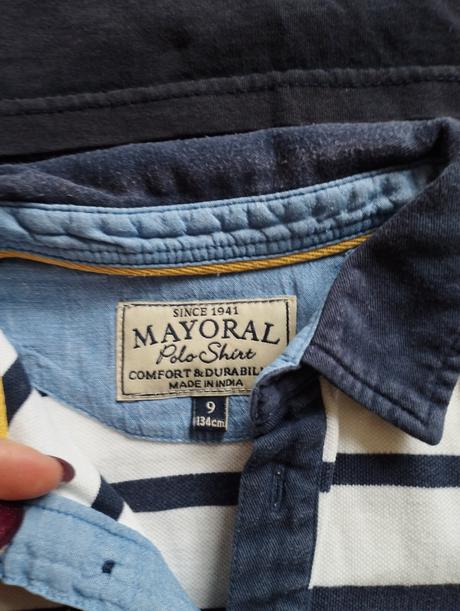 SINCE 1941
MAYORAL
Polo Shirt
COMFORT & DURABILI
MADE IN INDIA
9
134cm